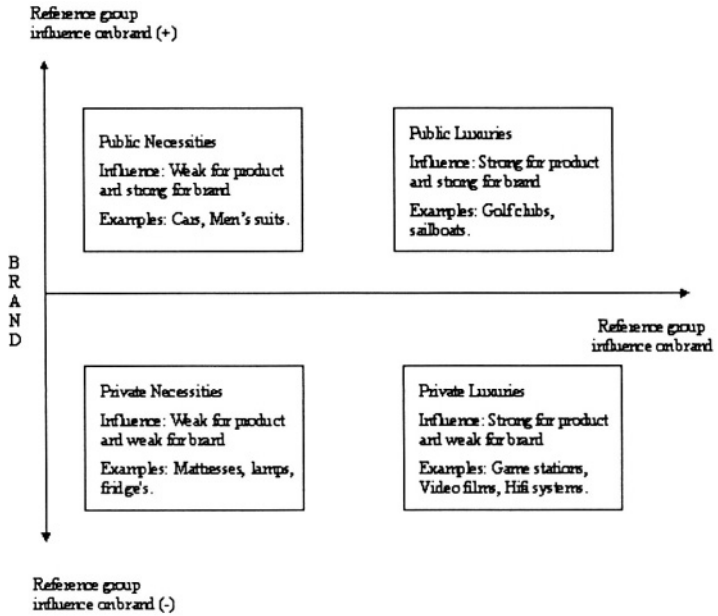 Reference group
influence on brand (+)
Public Necessities
Influence: Weak for product
and strong for brand
Examples: Cars, Men's suits.
Public Luxuries
Influence: Strong for product
and strong for brand
Examples: Golf clubs,
sailboats.
B
R
A
N
D
Reference group
influence on brand
Private Necessities
Influence: Weak for product
and weak for brand
Examples: Mattresses, lamps,
fridge's.
Private Luxuries
Influence: Strong for product
and weak for brand
Examples: Game stations,
Video films, Hifi systems.
Reference group
influence on brand (-)